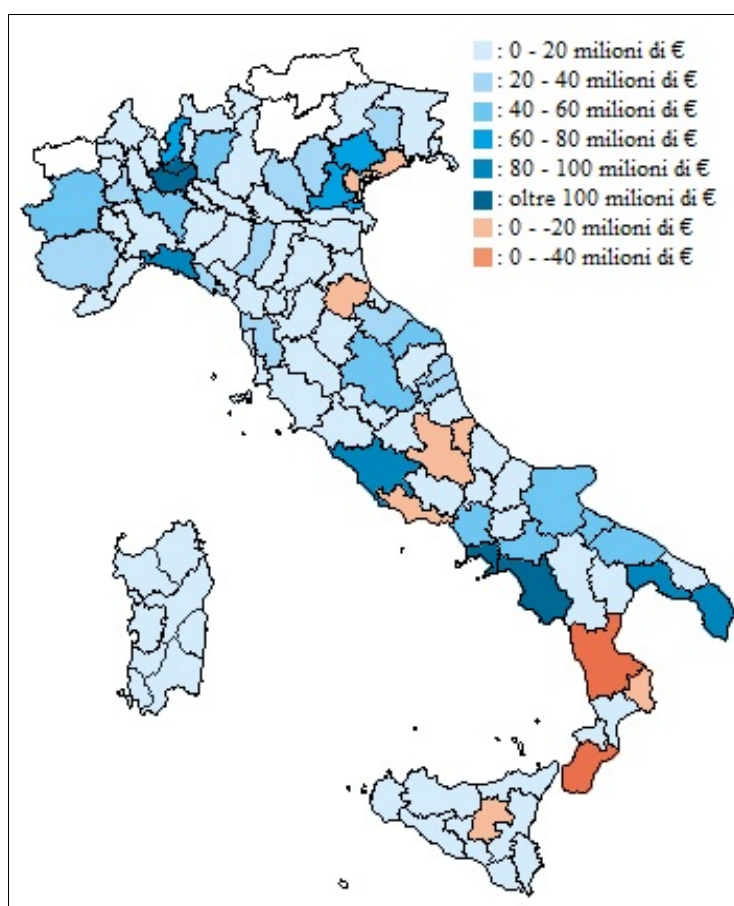 : 0 - 20 milioni di €
: 20 - 40 milioni di €
: 40 - 60 milioni di €
: 60 - 80 milioni di €
: 80 - 100 milioni di €
: oltre 100 milioni di €
: 0 - -20 milioni di €
: 0 - -40 milioni di €